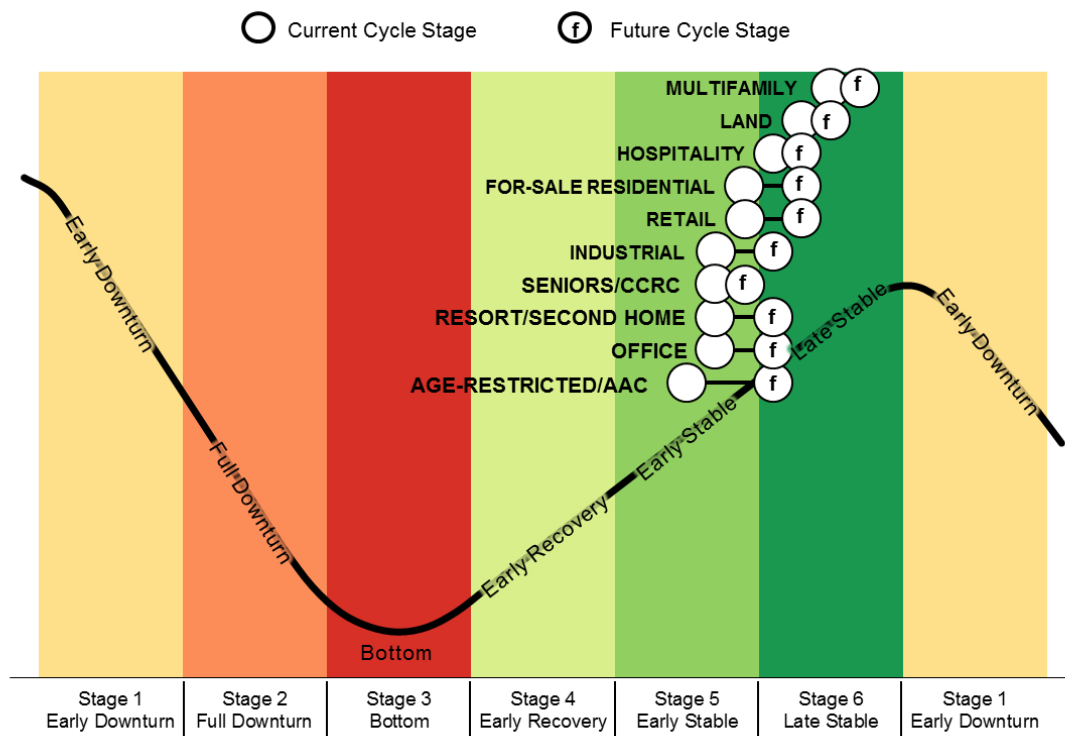 Current Cycle Stage
f Future Cycle Stage
MULTIFAMILY f
LAND f
HOSPITALITY f
FOR-SALE RESIDENTIAL f
RETAIL f
INDUSTRIAL f
SENIORS/CCRC f
RESORT/SECOND HOME f
OFFICE f
AGE-RESTRICTED/AAC f
Early Downturn
Full Downturn
Bottom
Early Recovery
Early Stable
Late Stable
Early Downturn
Stage 1
Early Downturn
Stage 2
Full Downturn
Stage 3
Bottom
Stage 4
Early Recovery
Stage 5
Early Stable
Stage 6
Late Stable
Stage 1
Early Downturn